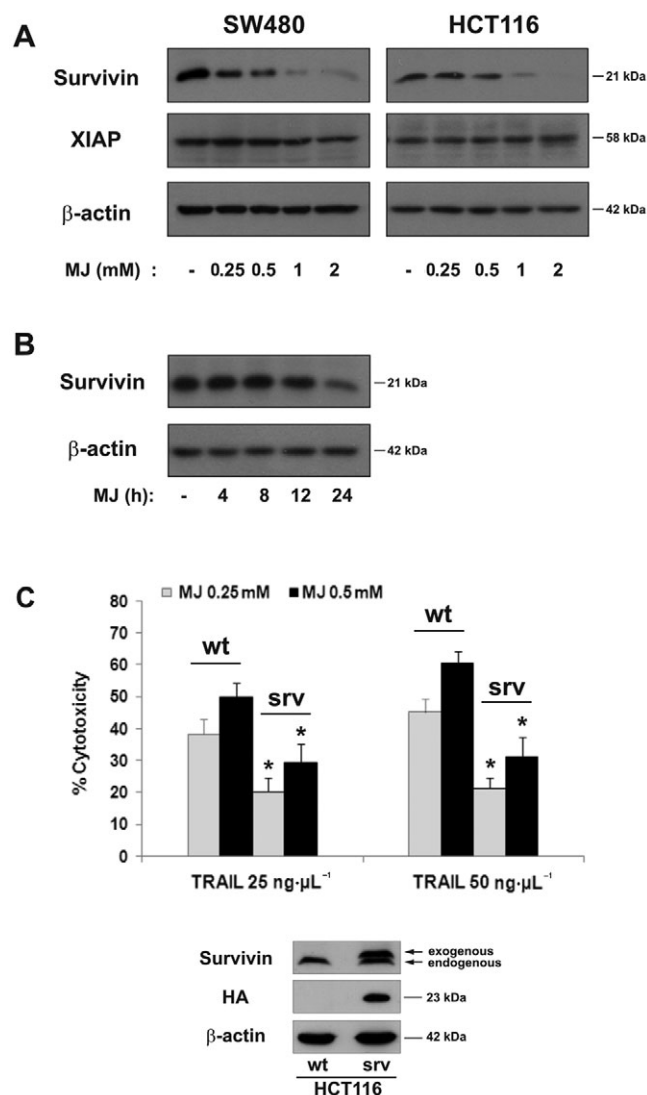 A
SW480 HCT116
Survivin 21 kDa
XIAP 58 kDa
β-actin 42 kDa
MJ (mM) : - 0.25 0.5 1 2 - 0.25 0.5 1 2
B
Survivin 21 kDa
β-actin 42 kDa
MJ (h): - 4 8 12 24
C
MJ 0.25 mM MJ 0.5 mM
80
70
60
50
40
30
20
10
0
% Cytotoxicity
wt
srv
* *
wt
srv
* *
TRAIL 25 ng·µL⁻¹ TRAIL 50 ng·µL⁻¹
Survivin exogenous
endogenous
HA 23 kDa
β-actin 42 kDa
wt srv
HCT116